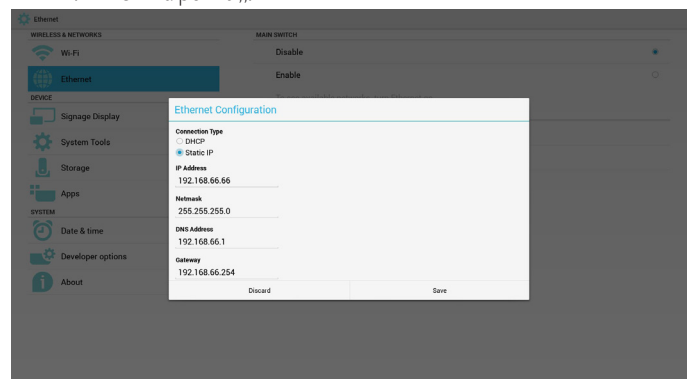 Ethernet
WIRELESS & NETWORKS
Wi-Fi
Ethernet
DEVICE
Signage Display
System Tools
Storage
Apps
SYSTEM
Date & time
Developer options
About
MAIN SWITCH
Disable
Enable
Ethernet Configuration
Connection Type
DHCP
Static IP
IP Address
192.168.66.66
Netmask
255.255.255.0
DNS Address
192.168.66.1
Gateway
192.168.66.254
Discard
Save